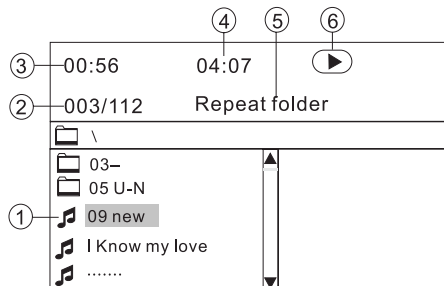 ④ ⑤ ⑥
③ 00:56 04:07
② 003/112 Repeat folder
\
03–
05 U-N
① 09 new
I Know my love
.......